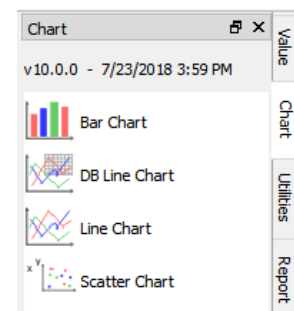 Chart
v10.0.0 - 7/23/2018 3:59 PM
Bar Chart
DB Line Chart
Line Chart
x y
Scatter Chart
Value
Chart
Utilities
Report